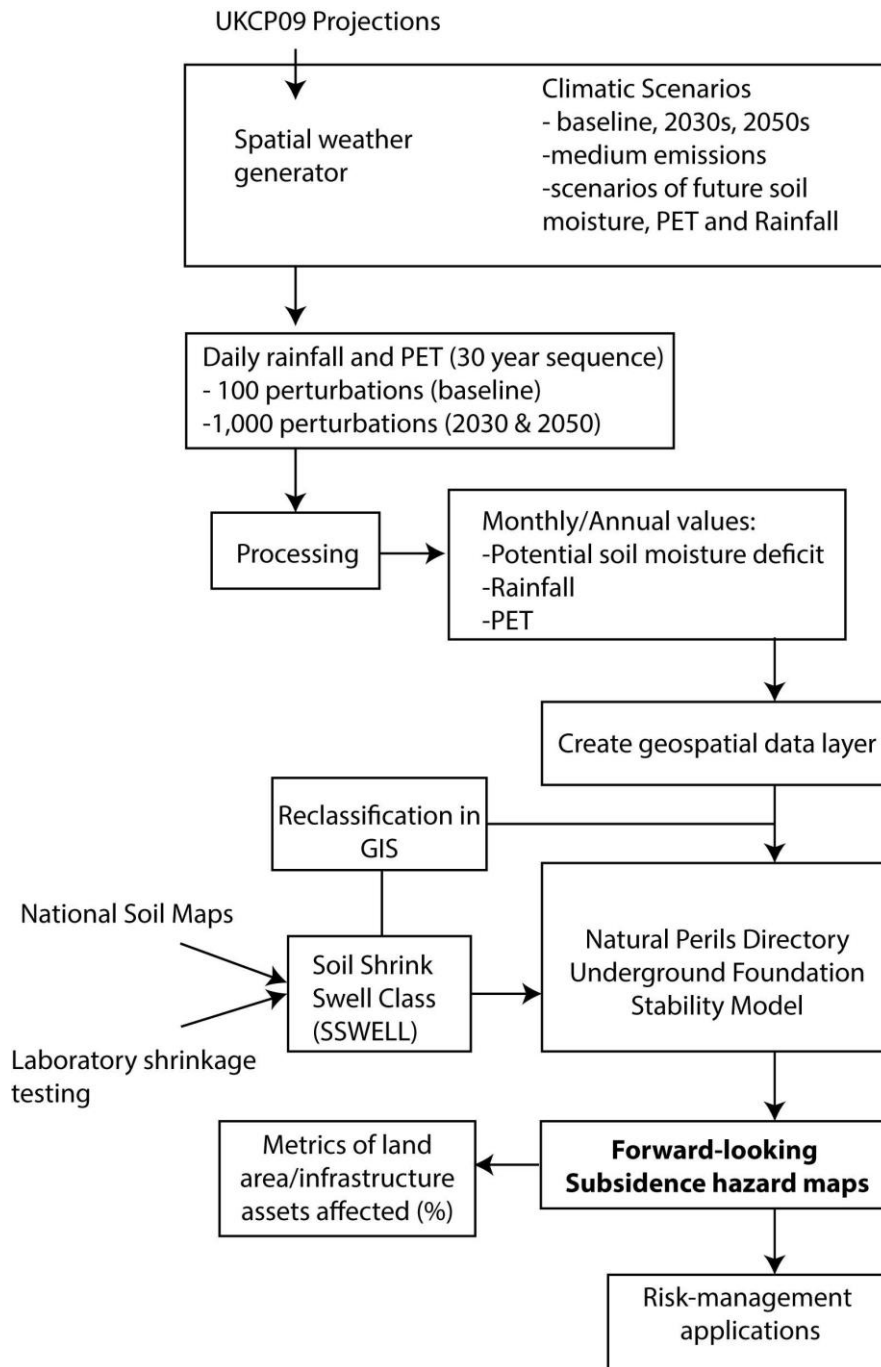 UKCP09 Projections
Spatial weather
generator
Climatic Scenarios
- baseline, 2030s, 2050s
-medium emissions
-scenarios of future soil
moisture, PET and Rainfall
Daily rainfall and PET (30 year sequence)
- 100 perturbations (baseline)
-1,000 perturbations (2030 & 2050)
Processing
Monthly/Annual values:
-Potential soil moisture deficit
-Rainfall
-PET
Create geospatial data layer
Reclassification in
GIS
National Soil Maps
Laboratory shrinkage
testing
Soil Shrink
Swell Class
(SSWELL)
Natural Perils Directory
Underground Foundation
Stability Model
Metrics of land
area/infrastructure
assets affected (%)
Forward-looking
Subsidence hazard maps
Risk-management
applications